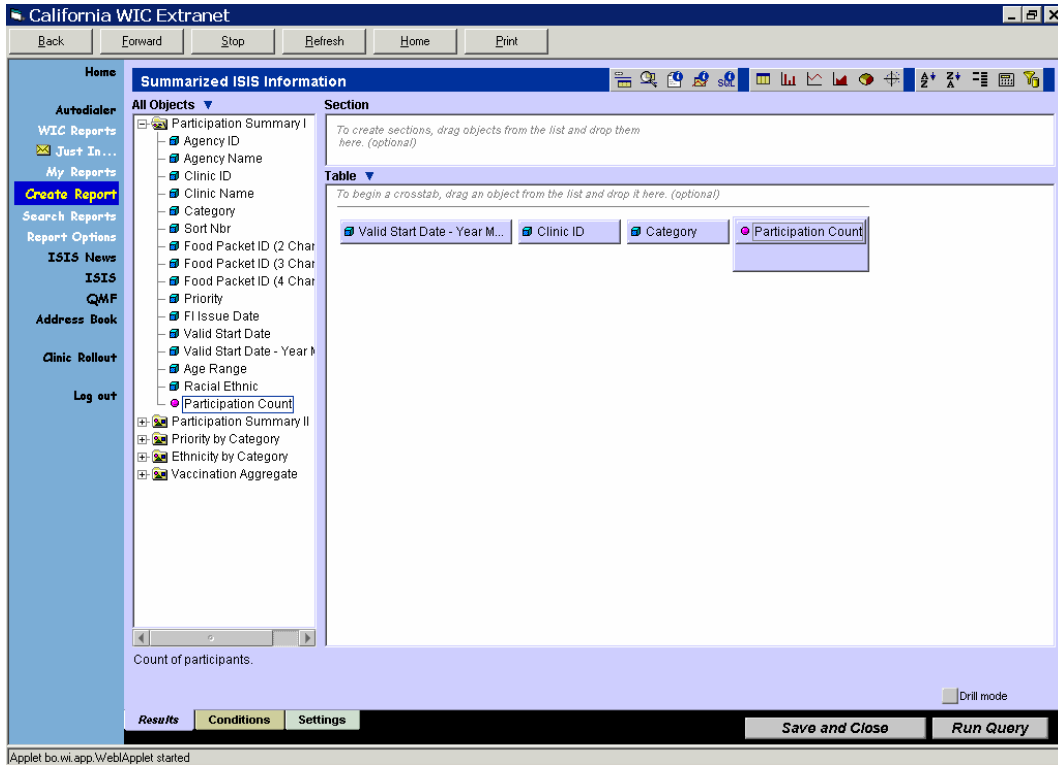 California WIC Extranet
Back Forward Stop Refresh Home Print
Home
Autodialer
WIC Reports
Just In...
My Reports
Create Report
Search Reports
Report Options
ISIS News
ISIS
QMF
Address Book
Clinic Rollout
Log out
Summarized ISIS Information
SQL
All Objects
Participation Summary I
Agency ID
Agency Name
Clinic ID
Clinic Name
Category
Sort Nbr
Food Packet ID (2 Char
Food Packet ID (3 Char
Food Packet ID (4 Char
Priority
FI Issue Date
Valid Start Date
Valid Start Date - Year M
Age Range
Racial Ethnic
Participation Count
Participation Summary II
Priority by Category
Ethnicity by Category
Vaccination Aggregate
Section
To create sections, drag objects from the list and drop them
here. (optional)
Table
To begin a crosstab, drag an object from the list and drop it here. (optional)
Valid Start Date - Year M... Clinic ID Category Participation Count
Count of participants.
Drill mode
Results Conditions Settings
Save and Close Run Query
Applet bo.wi.app.WebIApplet started